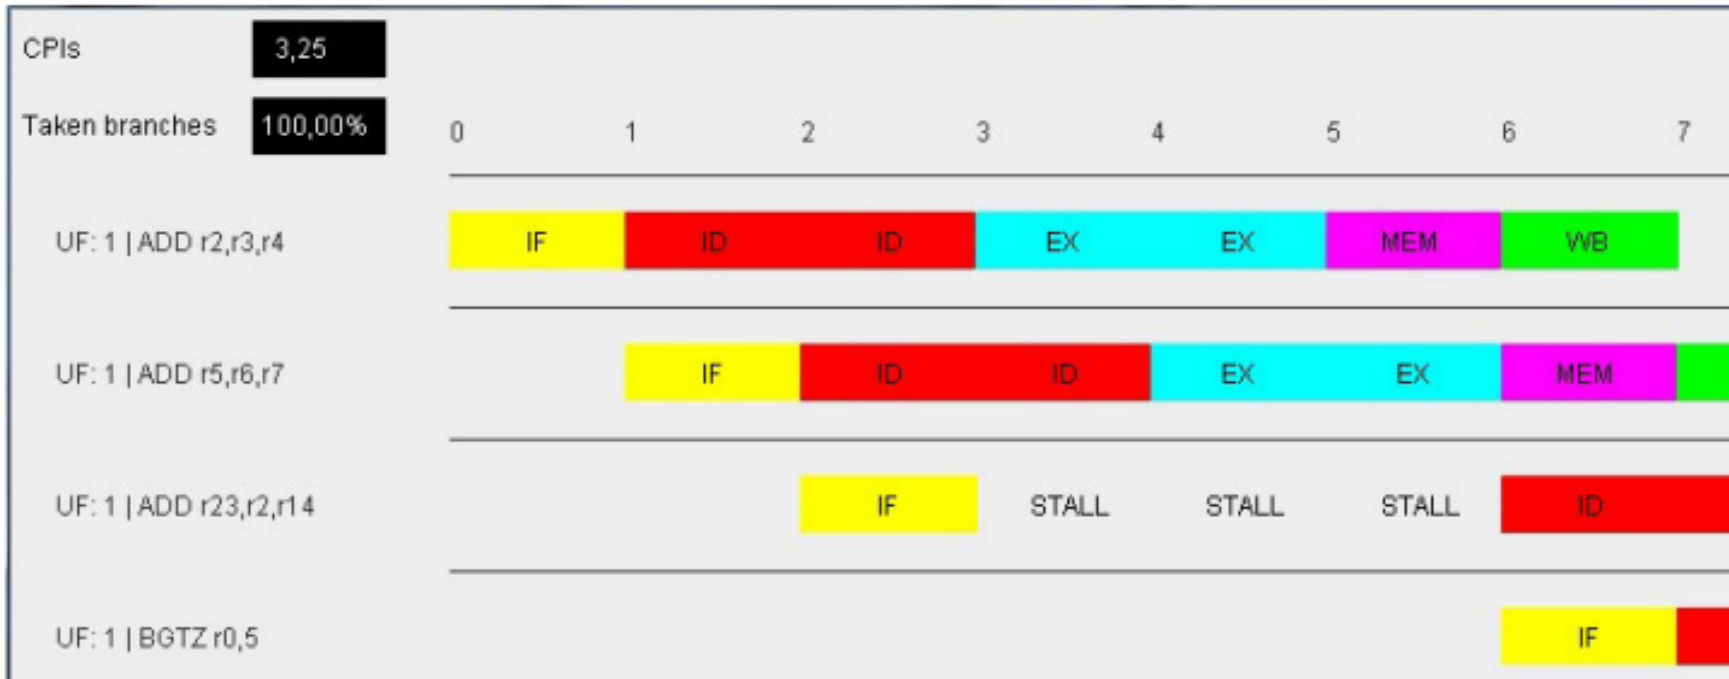 CPIs 3,25
Taken branches 100,00% 0 1 2 3 4 5 6 7
UF: 1 | ADD r2,r3,r4 IF ID ID EX EX MEM WB
UF: 1 | ADD r5,r6,r7 IF ID ID EX EX MEM
UF: 1 | ADD r23,r2,r14 IF STALL STALL STALL ID
UF: 1 | BGTZ r0,5 IF